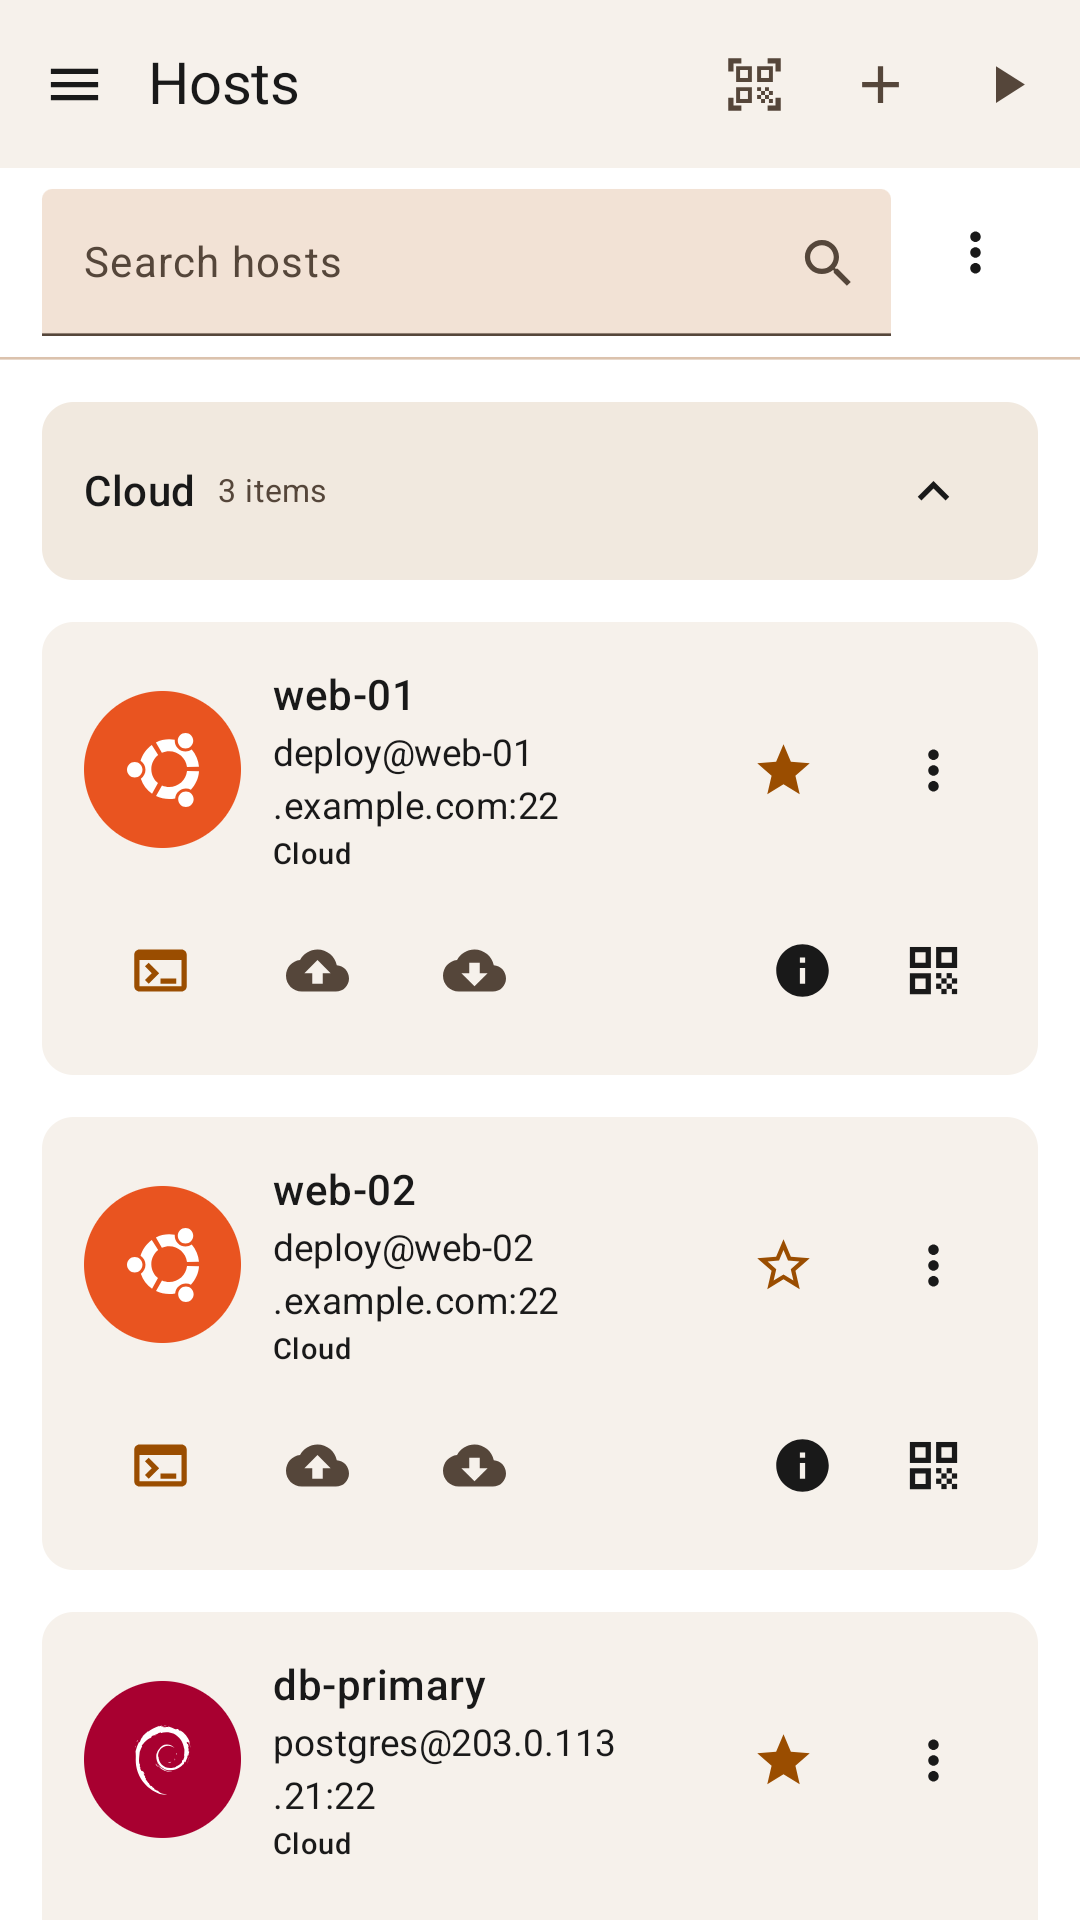 Hosts
Search hosts
Cloud 3 items
web-01
deploy@web-01
.example.com:22
Cloud
web-02
deploy@web-02
.example.com:22
Cloud
db-primary
postgres@203.0.113
.21:22
Cloud